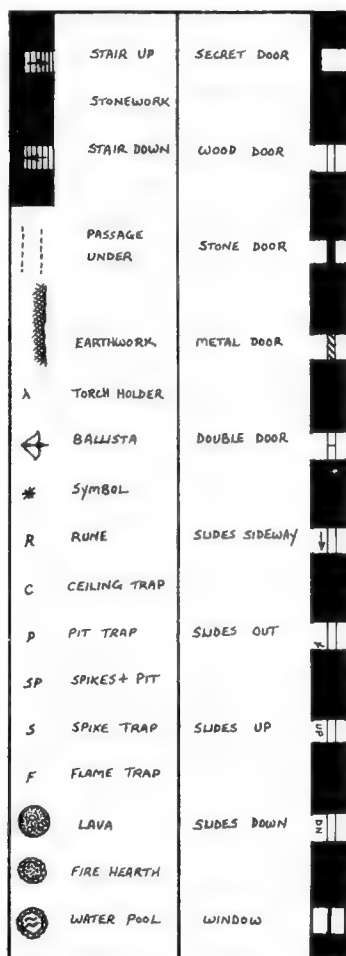 STAIR UP
STONEWORK
STAIR DOWN
PASSAGE
UNDER
EARTHWORK
TORCH HOLDER
BALLISTA
SYMBOL
R RUNE
C CEILING TRAP
P PIT TRAP
SP SPIKES + PIT
S SPIKE TRAP
F FLAME TRAP
LAVA
FIRE HEARTH
WATER POOL
SECRET DOOR
WOOD DOOR
STONE DOOR
METAL DOOR
DOUBLE DOOR
SLIDES SIDEWAY
SLIDES OUT
SLIDES UP UP
SLIDES DOWN DN
WINDOW